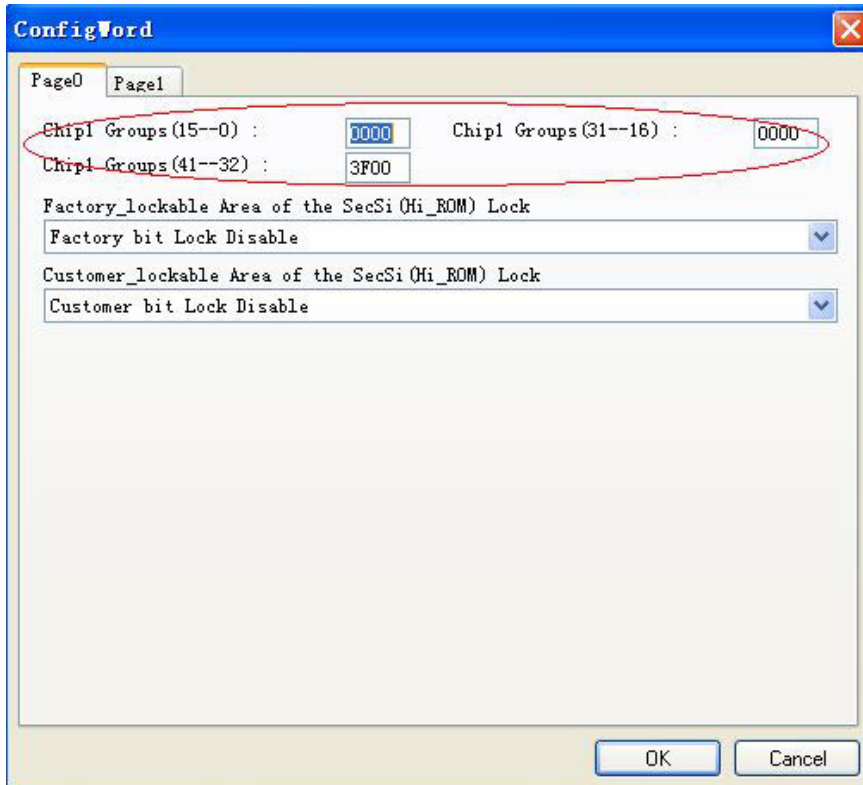 ConfigWord
Page0 Page1
Chip1 Groups(15--0) : 0000 Chip1 Groups(31--16) : 0000
Chip1 Groups(41--32) : 3F00
Factory_lockable Area of the SecSi(Hi_ROM) Lock
Factory bit Lock Disable
Customer_lockable Area of the SecSi(Hi_ROM) Lock
Customer bit Lock Disable
OK Cancel